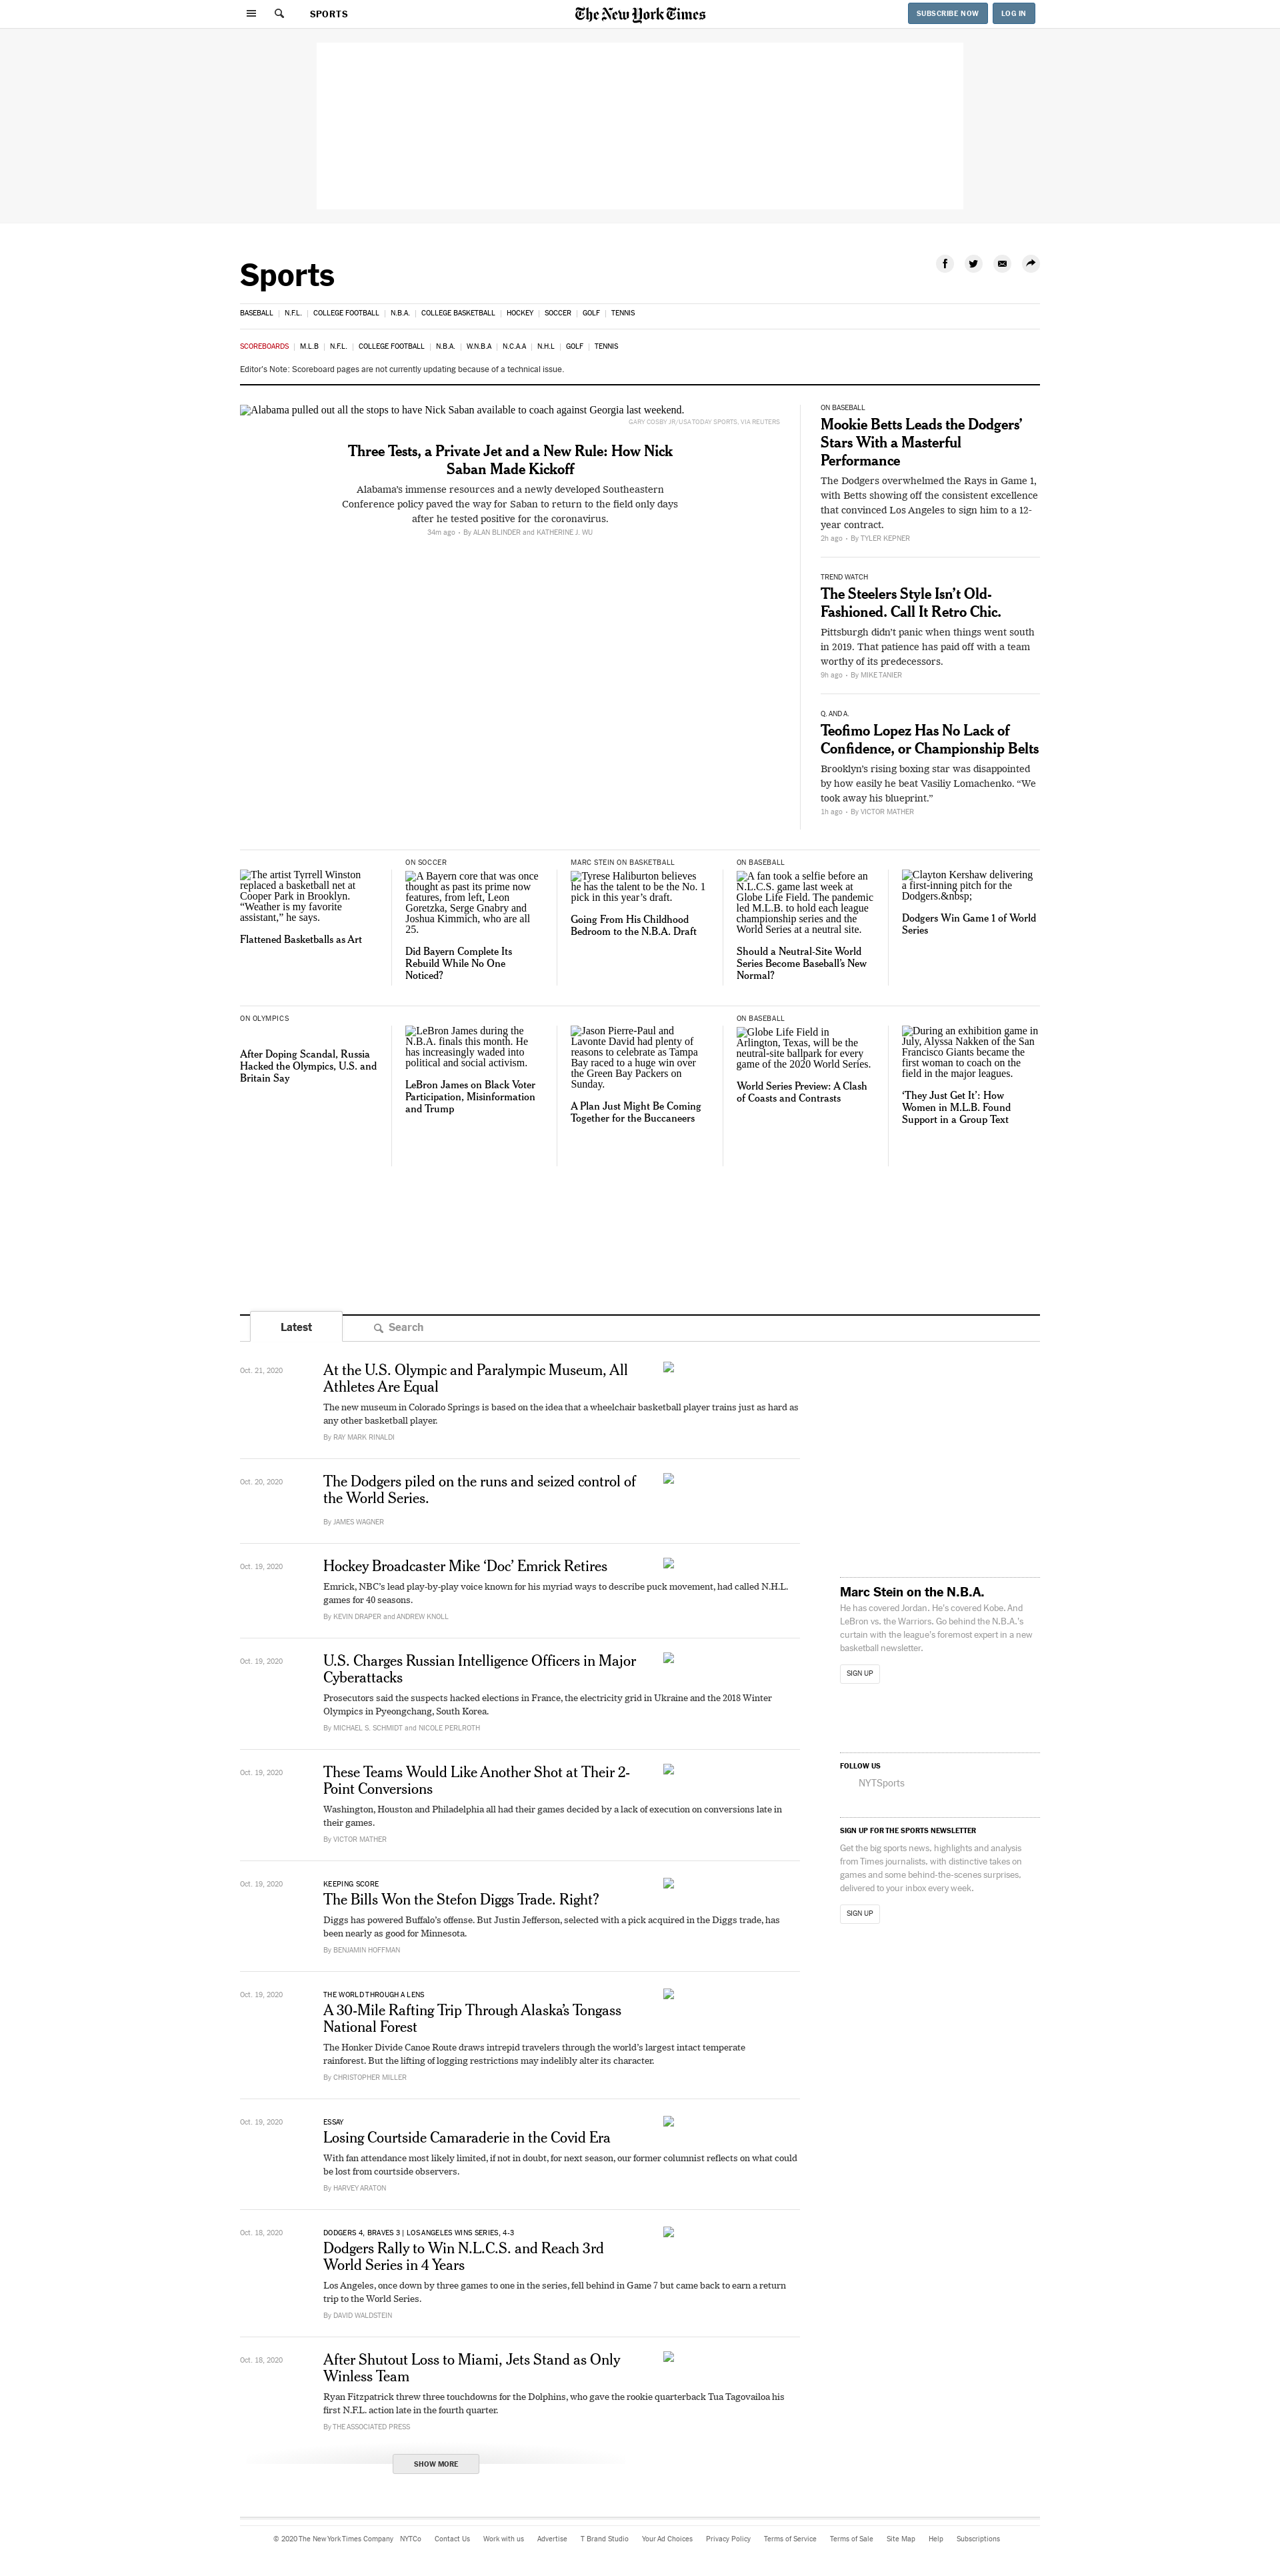 SPORTS
The New York Times
SUBSCRIBE NOW
LOG IN
Sports
BASEBALL | N.F.L. | COLLEGE FOOTBALL | N.B.A. | COLLEGE BASKETBALL | HOCKEY | SOCCER | GOLF | TENNIS
SCOREBOARDS | M.L.B | N.F.L. | COLLEGE FOOTBALL | N.B.A. | W.N.B.A | N.C.A.A | N.H.L | GOLF | TENNIS
Editor's Note: Scoreboard pages are not currently updating because of a technical issue.
Alabama pulled out all the stops to have Nick Saban available to coach against Georgia last weekend.
GARY COSBY JR/USA TODAY SPORTS, VIA REUTERS
Three Tests, a Private Jet and a New Rule: How Nick
Saban Made Kickoff
Alabama's immense resources and a newly developed Southeastern
Conference policy paved the way for Saban to return to the field only days
after he tested positive for the coronavirus.
34m ago • By ALAN BLINDER and KATHERINE J. WU
ON BASEBALL
Mookie Betts Leads the Dodgers’
Stars With a Masterful
Performance
The Dodgers overwhelmed the Rays in Game 1,
with Betts showing off the consistent excellence
that convinced Los Angeles to sign him to a 12-
year contract.
2h ago • By TYLER KEPNER
TREND WATCH
The Steelers Style Isn’t Old-
Fashioned. Call It Retro Chic.
Pittsburgh didn't panic when things went south
in 2019. That patience has paid off with a team
worthy of its predecessors.
9h ago • By MIKE TANIER
Q. AND A.
Teofimo Lopez Has No Lack of
Confidence, or Championship Belts
Brooklyn's rising boxing star was disappointed
by how easily he beat Vasiliy Lomachenko. “We
took away his blueprint.”
1h ago • By VICTOR MATHER
The artist Tyrrell Winston
replaced a basketball net at
Cooper Park in Brooklyn.
“Weather is my favorite
assistant,” he says.
Flattened Basketballs as Art
ON SOCCER
A Bayern core that was once
thought as past its prime now
features, from left, Leon
Goretzka, Serge Gnabry and
Joshua Kimmich, who are all
25.
Did Bayern Complete Its
Rebuild While No One
Noticed?
MARC STEIN ON BASKETBALL
Tyrese Haliburton believes
he has the talent to be the No. 1
pick in this year’s draft.
Going From His Childhood
Bedroom to the N.B.A. Draft
ON BASEBALL
A fan took a selfie before an
N.L.C.S. game last week at
Globe Life Field. The pandemic
led M.L.B. to hold each league
championship series and the
World Series at a neutral site.
Should a Neutral-Site World
Series Become Baseball’s New
Normal?
Clayton Kershaw delivering
a first-inning pitch for the
Dodgers.&nbsp;
Dodgers Win Game 1 of World
Series
ON OLYMPICS
After Doping Scandal, Russia
Hacked the Olympics, U.S. and
Britain Say
LeBron James during the
N.B.A. finals this month. He
has increasingly waded into
political and social activism.
LeBron James on Black Voter
Participation, Misinformation
and Trump
Jason Pierre-Paul and
Lavonte David had plenty of
reasons to celebrate as Tampa
Bay raced to a huge win over
the Green Bay Packers on
Sunday.
A Plan Just Might Be Coming
Together for the Buccaneers
ON BASEBALL
Globe Life Field in
Arlington, Texas, will be the
neutral-site ballpark for every
game of the 2020 World Series.
World Series Preview: A Clash
of Coasts and Contrasts
During an exhibition game in
July, Alyssa Nakken of the San
Francisco Giants became the
first woman to coach on the
field in the major leagues.
‘They Just Get It’: How
Women in M.L.B. Found
Support in a Group Text
Latest
Search
Oct. 21, 2020
At the U.S. Olympic and Paralympic Museum, All
Athletes Are Equal
The new museum in Colorado Springs is based on the idea that a wheelchair basketball player trains just as hard as
any other basketball player.
By RAY MARK RINALDI
Oct. 20, 2020
The Dodgers piled on the runs and seized control of
the World Series.
By JAMES WAGNER
Oct. 19, 2020
Hockey Broadcaster Mike ‘Doc’ Emrick Retires
Emrick, NBC's lead play-by-play voice known for his myriad ways to describe puck movement, had called N.H.L.
games for 40 seasons.
By KEVIN DRAPER and ANDREW KNOLL
Oct. 19, 2020
U.S. Charges Russian Intelligence Officers in Major
Cyberattacks
Prosecutors said the suspects hacked elections in France, the electricity grid in Ukraine and the 2018 Winter
Olympics in Pyeongchang, South Korea.
By MICHAEL S. SCHMIDT and NICOLE PERLROTH
Oct. 19, 2020
These Teams Would Like Another Shot at Their 2-
Point Conversions
Washington, Houston and Philadelphia all had their games decided by a lack of execution on conversions late in
their games.
By VICTOR MATHER
Oct. 19, 2020
KEEPING SCORE
The Bills Won the Stefon Diggs Trade. Right?
Diggs has powered Buffalo's offense. But Justin Jefferson, selected with a pick acquired in the Diggs trade, has
been nearly as good for Minnesota.
By BENJAMIN HOFFMAN
Oct. 19, 2020
THE WORLD THROUGH A LENS
A 30-Mile Rafting Trip Through Alaska’s Tongass
National Forest
The Honker Divide Canoe Route draws intrepid travelers through the world's largest intact temperate
rainforest. But the lifting of logging restrictions may indelibly alter its character.
By CHRISTOPHER MILLER
Oct. 19, 2020
ESSAY
Losing Courtside Camaraderie in the Covid Era
With fan attendance most likely limited, if not in doubt, for next season, our former columnist reflects on what could
be lost from courtside observers.
By HARVEY ARATON
Oct. 18, 2020
DODGERS 4, BRAVES 3 | LOS ANGELES WINS SERIES, 4-3
Dodgers Rally to Win N.L.C.S. and Reach 3rd
World Series in 4 Years
Los Angeles, once down by three games to one in the series, fell behind in Game 7 but came back to earn a return
trip to the World Series.
By DAVID WALDSTEIN
Oct. 18, 2020
After Shutout Loss to Miami, Jets Stand as Only
Winless Team
Ryan Fitzpatrick threw three touchdowns for the Dolphins, who gave the rookie quarterback Tua Tagovailoa his
first N.F.L. action late in the fourth quarter.
By THE ASSOCIATED PRESS
SHOW MORE
Marc Stein on the N.B.A.
He has covered Jordan. He's covered Kobe. And
LeBron vs. the Warriors. Go behind the N.B.A.'s
curtain with the league's foremost expert in a new
basketball newsletter.
SIGN UP
FOLLOW US
NYTSports
SIGN UP FOR THE SPORTS NEWSLETTER
Get the big sports news, highlights and analysis
from Times journalists, with distinctive takes on
games and some behind-the-scenes surprises,
delivered to your inbox every week.
SIGN UP
© 2020 The New York Times Company NYTCo Contact Us Work with us Advertise T Brand Studio Your Ad Choices Privacy Policy Terms of Service Terms of Sale Site Map Help Subscriptions